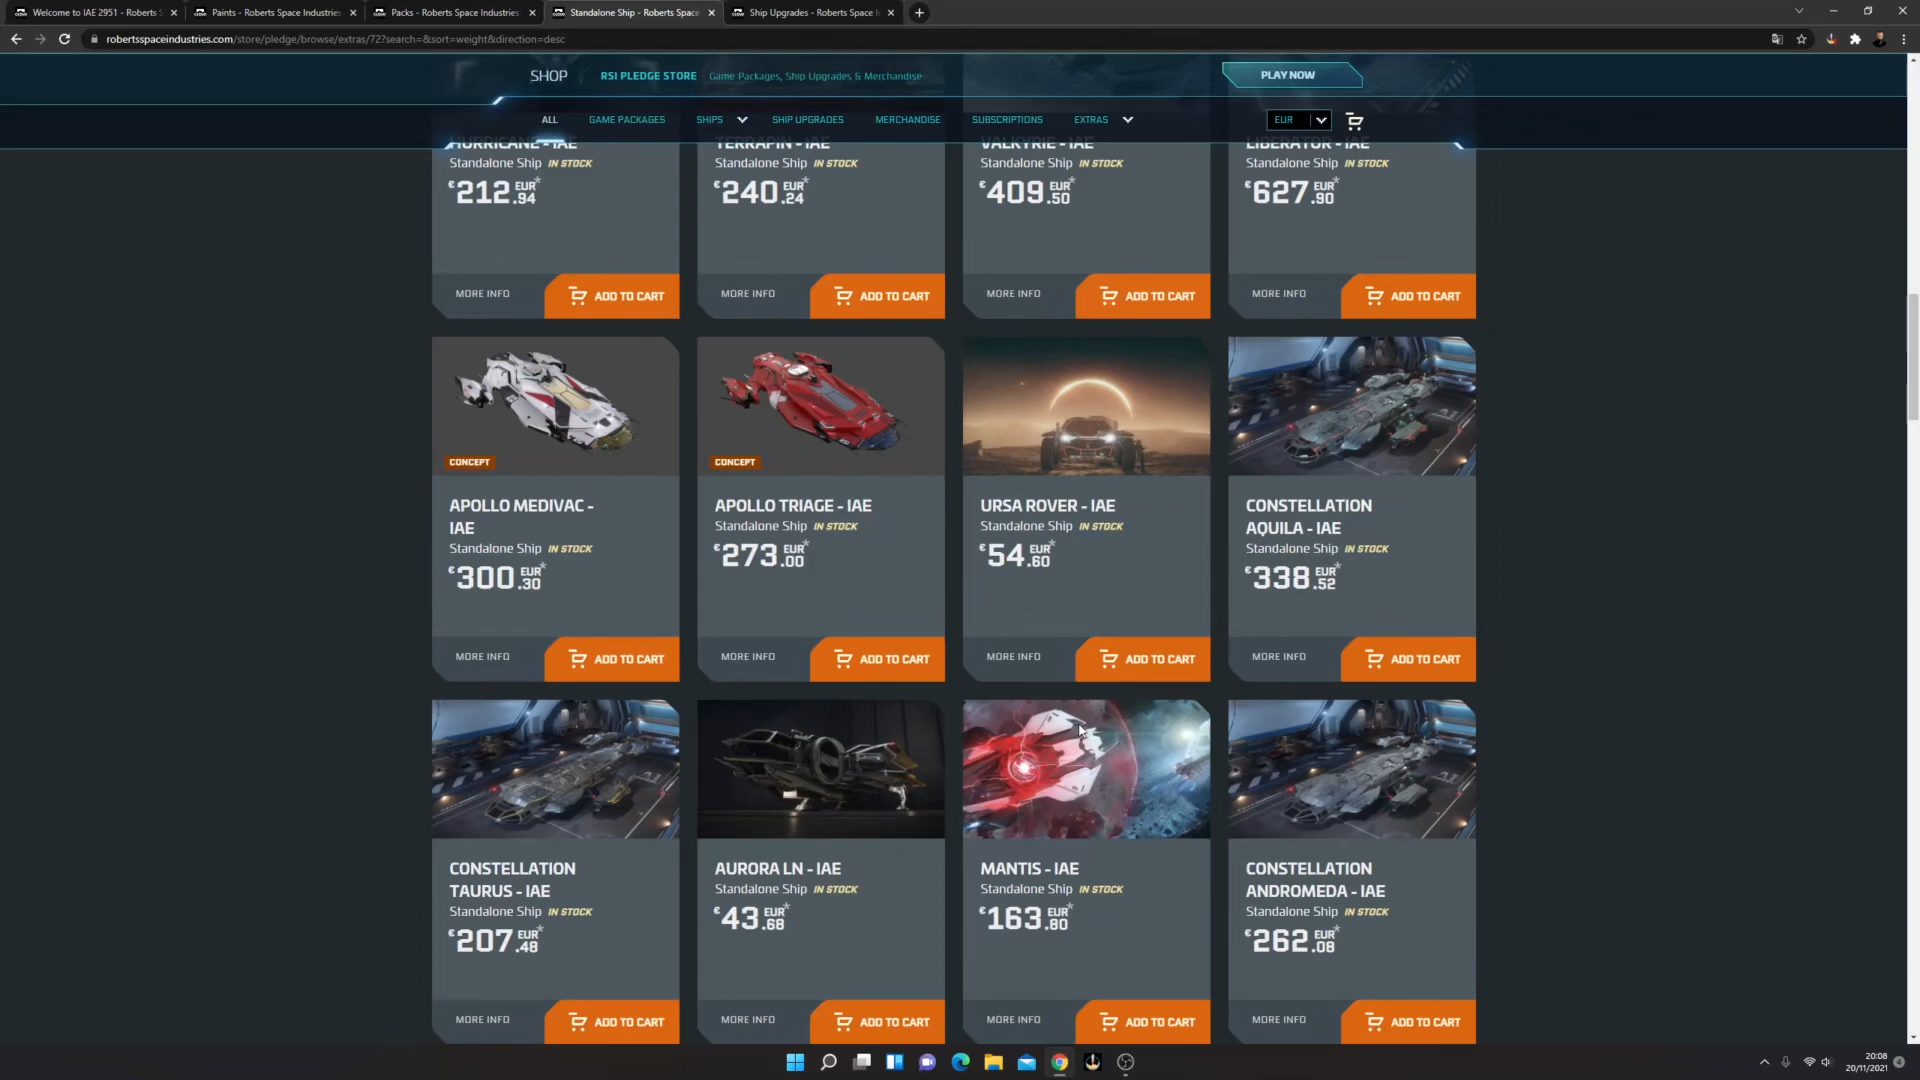 Welcome to IAE 2951 - Roberts S
Paints - Roberts Space Industries
Packs - Roberts Space Industries
Standalone Ship - Roberts Space
Ship Upgrades - Roberts Space I
robertsspaceindustries.com/store/pledge/browse/extras/72?search=&sort=weight&direction=desc
SHOP RSI PLEDGE STORE Game Packages, Ship Upgrades & Merchandise PLAY NOW
ALL GAME PACKAGES SHIPS SHIP UPGRADES MERCHANDISE SUBSCRIPTIONS EXTRAS EUR
HURRICANE - IAE
Standalone Ship IN STOCK
€212.94 EUR*
MORE INFO ADD TO CART
TERRAPIN - IAE
Standalone Ship IN STOCK
€240.24 EUR*
MORE INFO ADD TO CART
VALKYRIE - IAE
Standalone Ship IN STOCK
€409.50 EUR*
MORE INFO ADD TO CART
LIBERATOR - IAE
Standalone Ship IN STOCK
€627.90 EUR*
MORE INFO ADD TO CART
CONCEPT
APOLLO MEDIVAC -
IAE
Standalone Ship IN STOCK
€300.30 EUR*
MORE INFO ADD TO CART
CONCEPT
APOLLO TRIAGE - IAE
Standalone Ship IN STOCK
€273.00 EUR*
MORE INFO ADD TO CART
URSA ROVER - IAE
Standalone Ship IN STOCK
€54.60 EUR*
MORE INFO ADD TO CART
CONSTELLATION
AQUILA - IAE
Standalone Ship IN STOCK
€338.52 EUR*
MORE INFO ADD TO CART
CONSTELLATION
TAURUS - IAE
Standalone Ship IN STOCK
€207.48 EUR*
MORE INFO ADD TO CART
AURORA LN - IAE
Standalone Ship IN STOCK
€43.68 EUR*
MORE INFO ADD TO CART
MANTIS - IAE
Standalone Ship IN STOCK
€163.80 EUR*
MORE INFO ADD TO CART
CONSTELLATION
ANDROMEDA - IAE
Standalone Ship IN STOCK
€262.08 EUR*
MORE INFO ADD TO CART
20:08
20/11/2021
4